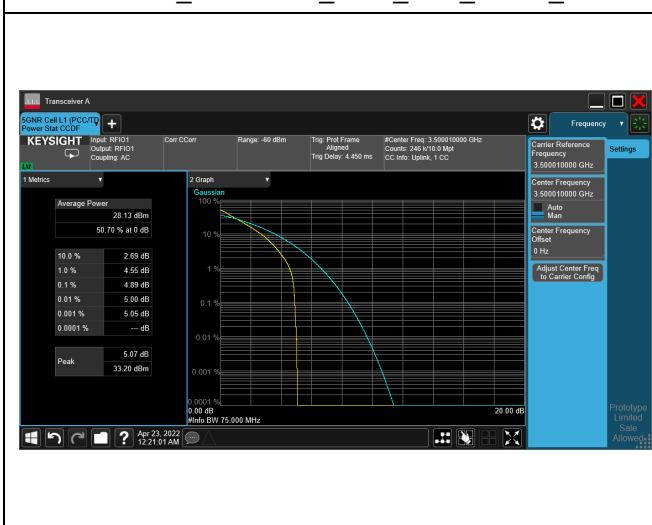 Transceiver A
5GNR Cell L1 (PCC/TD
Power Stat CCDF
Frequency
KEYSIGHT
LW
Input: RFIO1
Output: RFIO1
Coupling: AC
Corr CCorr
Range: -60 dBm
Trig: Prot Frame
Aligned
Trig Delay: 4.450 ms
#Center Freq: 3.500010000 GHz
Counts: 246 k/10.0 Mpt
CC Info: Uplink, 1 CC
Carrier Reference
Frequency
3.500010000 GHz
Settings
Center Frequency
3.500010000 GHz
Auto
Man
Center Frequency
Offset
0 Hz
Adjust Center Freq
to Carrier Config
1 Metrics
Average Power
28.13 dBm
50.70 % at 0 dB
10.0 % 2.69 dB
1.0 % 4.55 dB
0.1 % 4.89 dB
0.01 % 5.00 dB
0.001 % 5.05 dB
0.0001 % --- dB
Peak
5.07 dB
33.20 dBm
2 Graph
Gaussian
100 %
10 %
1 %
0.1 %
0.01 %
0.001 %
0.0001 %
0.00 dB
20.00 dB
#Info BW 75.000 MHz
Prototype
Limited
Sale
Allowed
?
Apr 23, 2022
12:21:01 AM